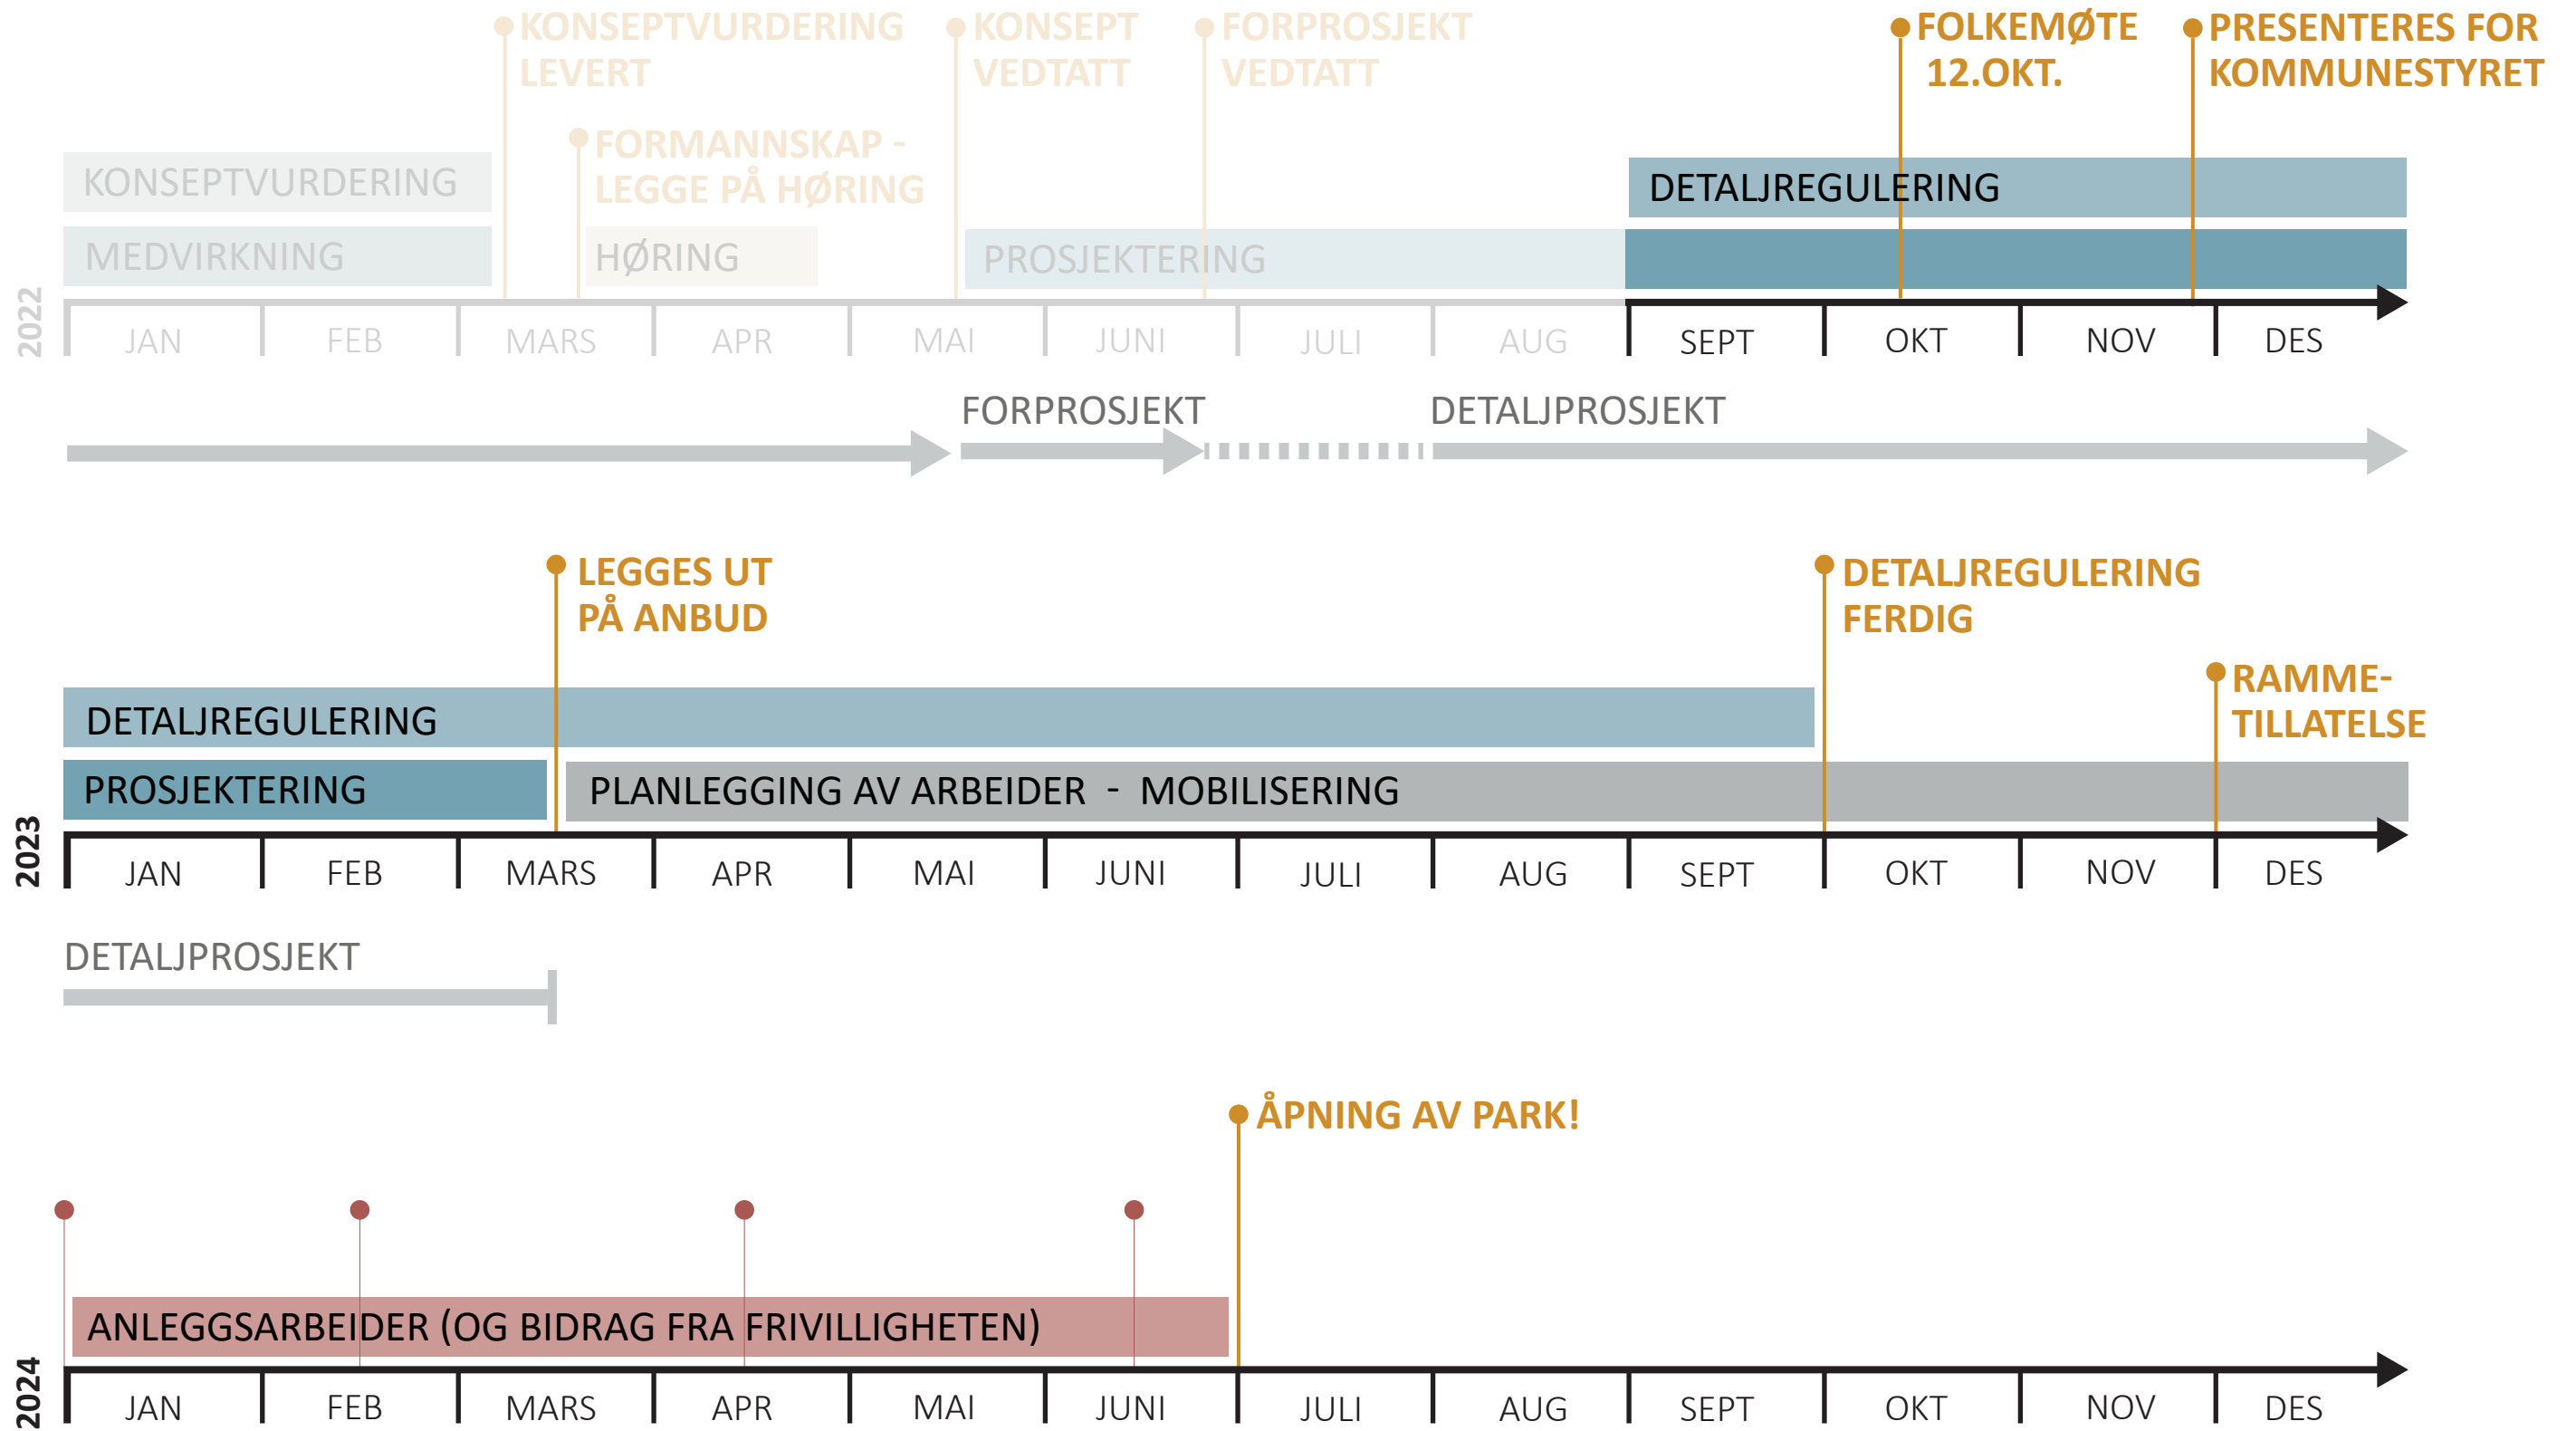 KONSEPTVURDERING
LEVERT
KONSEPT
VEDTATT
FORPROSJEKT
VEDTATT
FOLKEMØTE
12.OKT.
PRESENTERES FOR
KOMMUNESTYRET
FORMANNSKAP -
LEGGE PÅ HØRING
KONSEPTVURDERING
DETALJREGULERING
MEDVIRKNING
HØRING
PROSJEKTERING
2022
JAN FEB MARS APR MAI JUNI JULI AUG SEPT OKT NOV DES
FORPROSJEKT
DETALJPROSJEKT
LEGGES UT
PÅ ANBUD
DETALJREGULERING
FERDIG
RAMME-
TILLATELSE
DETALJREGULERING
PROSJEKTERING
PLANLEGGING AV ARBEIDER - MOBILISERING
2023
JAN FEB MARS APR MAI JUNI JULI AUG SEPT OKT NOV DES
DETALJPROSJEKT
ÅPNING AV PARK!
ANLEGGSARBEIDER (OG BIDRAG FRA FRIVILLIGHETEN)
2024
JAN FEB MARS APR MAI JUNI JULI AUG SEPT OKT NOV DES